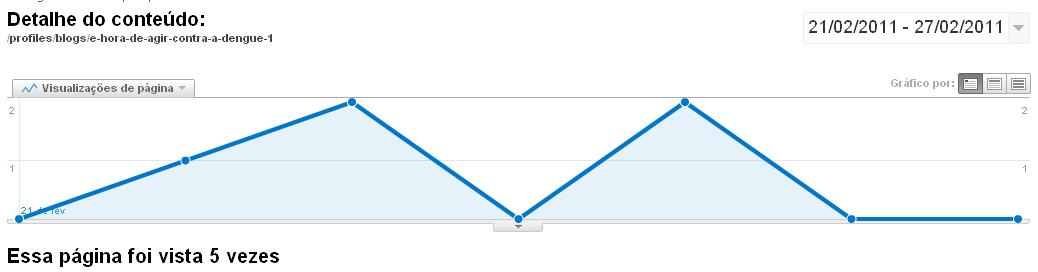 Detalhe do conteúdo:
/profiles/blogs/e-hora-de-agir-contra-a-dengue-1
21/02/2011 - 27/02/2011
Visualizações de página
Gráfico por:
2 2
1 1
21 de fev
Essa página foi vista 5 vezes